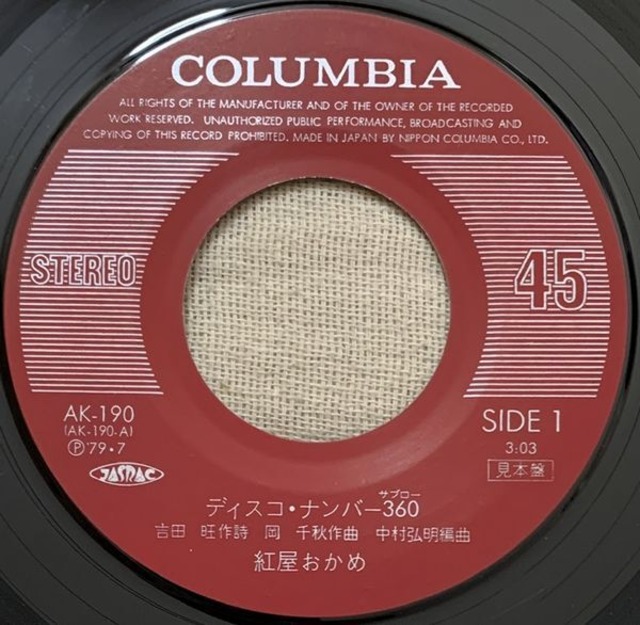 COLUMBIA
ALL RIGHTS OF THE MANUFACTURER AND OF THE OWNER OF THE RECORDED
WORK RESERVED. UNAUTHORIZED PUBLIC PERFORMANCE, BROADCASTING AND
COPYING OF THIS RECORD PROHIBITED. MADE IN JAPAN BY NIPPON COLUMBIA CO., LTD.
STEREO
45
AK-190
(AK-190-A)
Ⓟ'79・7
JASRAC
SIDE 1
3:03
見本盤
サブロー
ディスコ・ナンバー360
吉田 旺作詩 岡 千秋作曲 中村弘明編曲
紅屋おかめ